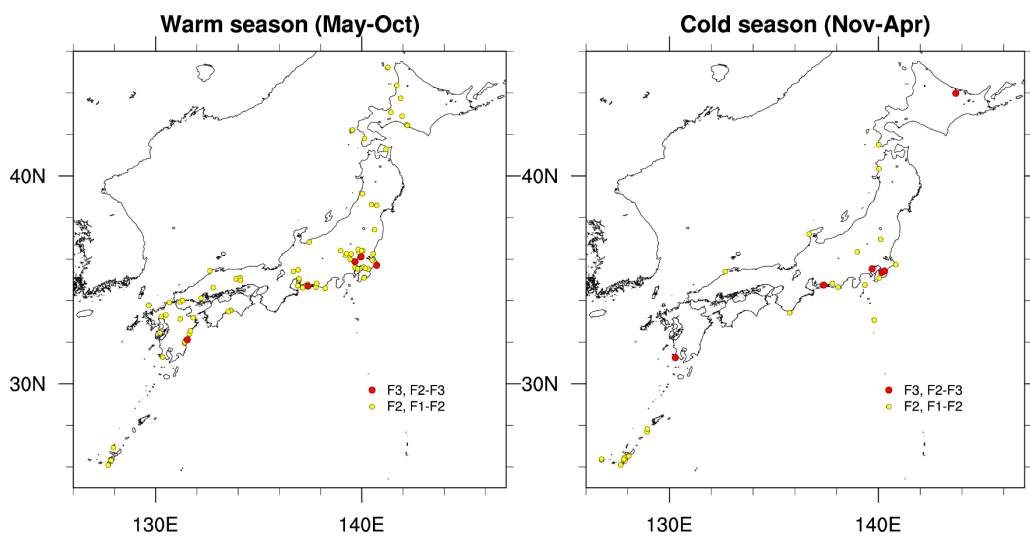 Warm season (May-Oct)
Cold season (Nov-Apr)
40N
40N
30N
30N
F3, F2-F3
F2, F1-F2
F3, F2-F3
F2, F1-F2
130E
140E
130E
140E